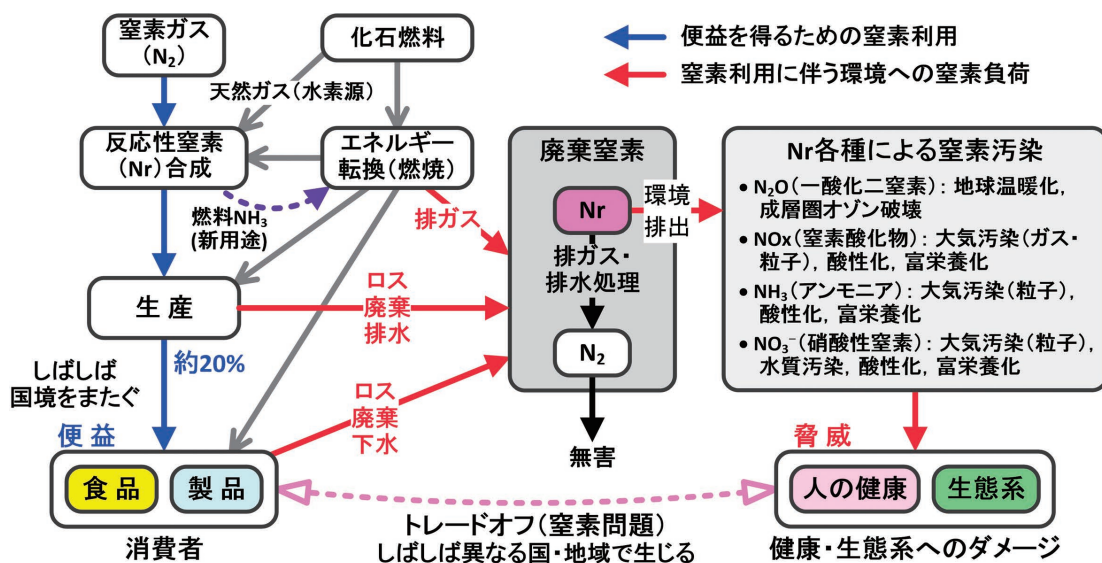 窒素ガス
(N₂)
化石燃料
便益を得るための窒素利用
窒素利用に伴う環境への窒素負荷
天然ガス(水素源)
反応性窒素
(Nr)合成
エネルギー
転換(燃焼)
燃料NH₃
(新用途)
排ガス
生産
ロス
廃棄
排水
約20%
しばしば
国境をまたぐ
便益
ロス
廃棄
下水
食品
製品
消費者
廃棄窒素
Nr
環境
排出
排ガス・
排水処理
N₂
無害
Nr各種による窒素汚染
• N₂O(一酸化二窒素): 地球温暖化,
成層圏オゾン破壊
• NOx(窒素酸化物): 大気汚染(ガス・
粒子), 酸性化, 富栄養化
• NH₃(アンモニア): 大気汚染(粒子),
酸性化, 富栄養化
• NO₃⁻(硝酸性窒素): 大気汚染(粒子),
水質汚染, 酸性化, 富栄養化
脅威
人の健康
生態系
健康・生態系へのダメージ
トレードオフ(窒素問題)
しばしば異なる国・地域で生じる